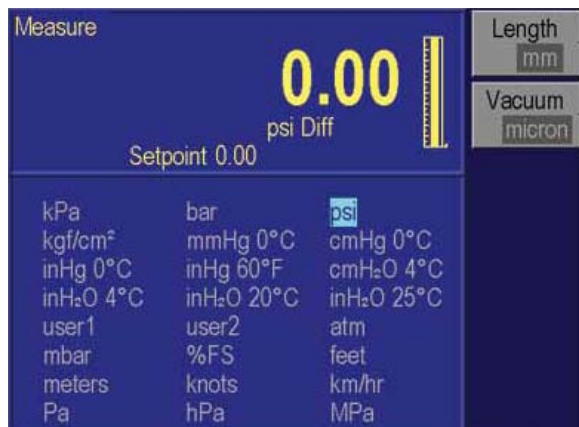 Measure
Length
mm
0.00
Vacuum
micron
psi Diff
Setpoint 0.00
kPa bar psi
kgf/cm² mmHg 0°C cmHg 0°C
inHg 0°C inHg 60°F cmH₂O 4°C
inH₂O 4°C inH₂O 20°C inH₂O 25°C
user1 user2 atm
mbar %FS feet
meters knots km/hr
Pa hPa MPa